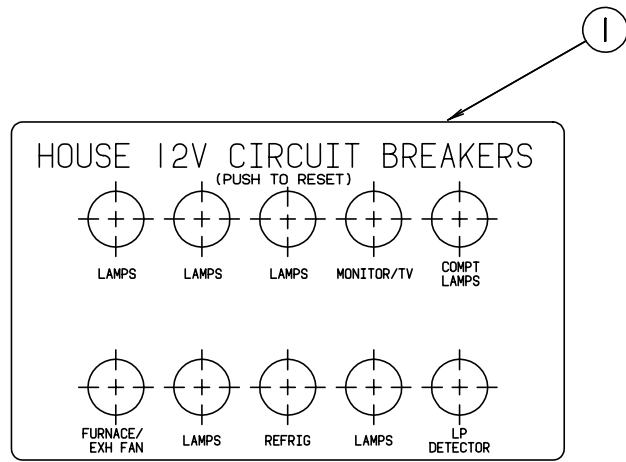 1
HOUSE 12V CIRCUIT BREAKERS
(PUSH TO RESET)
LAMPS LAMPS LAMPS MONITOR/TV COMPT
LAMPS
FURNACE/
EXH FAN LAMPS REFRIG LAMPS LP
DETECTOR